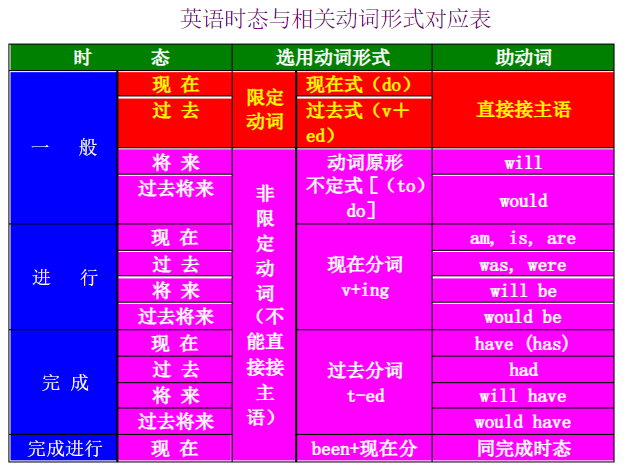 英语时态与相关动词形式对应表
时 态 选用动词形式 助动词
一 般 现 在 限定动词 现在式（do） 直接接主语
过 去 过去式（v＋ed）
将 来 非限定动词（不能直接接主语） 动词原形 不定式［（to）do］ will
过去将来 would
进 行 现 在 现在分词 v+ing am, is, are
过 去 was, were
将 来 will be
过去将来 would be
完 成 现 在 过去分词 t-ed have (has)
过 去 had
将 来 will have
过去将来 would have
完成进行 现 在 been+现在分 同完成时态